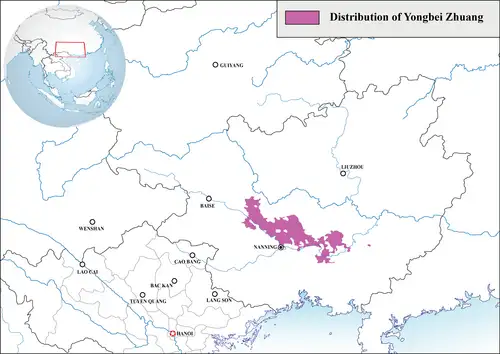 Distribution of Yongbei Zhuang
GUIYANG
LIUZHOU
BAISE
WENSHAN
NANNING
CAO BANG
LAO CAI
BAC KAN
TUYEN QUANG
LANG SON
HANOI